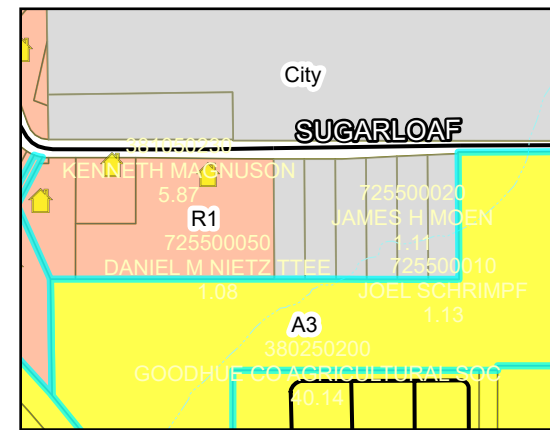 City
SUGARLOAF
KENNETH MAGNUSON
5.87
R1
725500050
DANIEL M NIETZ TTEE
1.08
725500020
JAMES H MOEN
1.11
725500010
JOEL SCHRIMPF
1.13
A3
380250200
GOODHUE CO AGRICULTURAL SOC
40.14